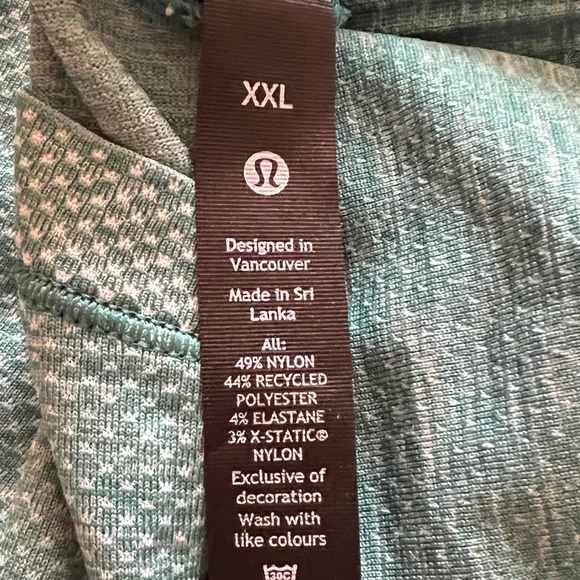 XXL
Designed in
Vancouver
Made in Sri
Lanka
All:
49% NYLON
44% RECYCLED
POLYESTER
4% ELASTANE
3% X-STATIC®
NYLON
Exclusive of
decoration
Wash with
like colours
30C